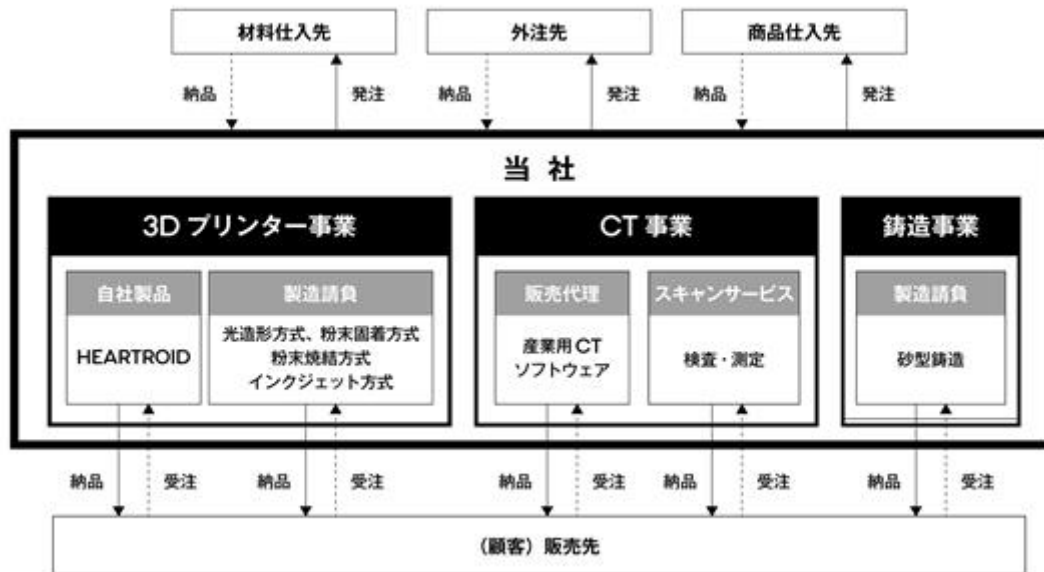 材料仕入先
外注先
商品仕入先
納品
発注
納品
発注
納品
発注
当社
3Dプリンター事業
CT事業
鋳造事業
自社製品
製造請負
販売代理
スキャンサービス
製造請負
HEARTROID
光造形方式、粉末固着方式
粉末焼結方式
インクジェット方式
産業用CT
ソフトウェア
検査・測定
砂型鋳造
納品
受注
納品
受注
納品
受注
納品
受注
納品
受注
(顧客)販売先